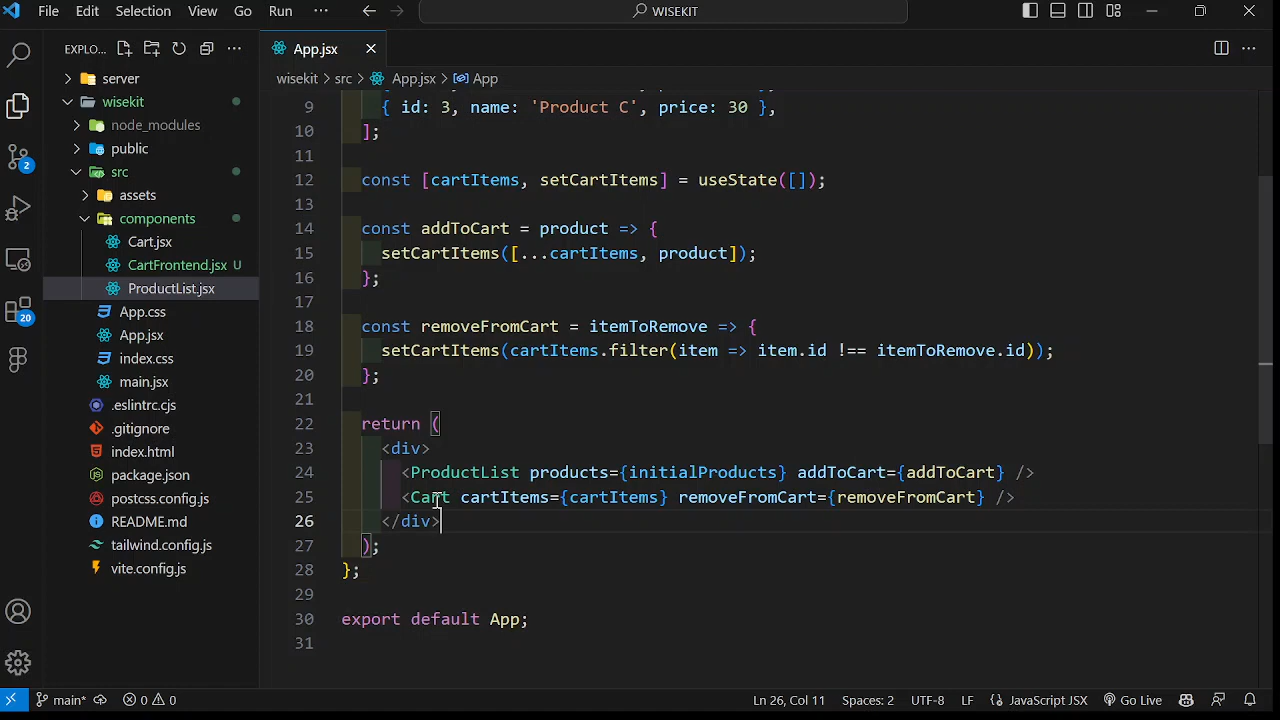 File Edit Selection View Go Run ··· WISEKIT
EXPLO... ··· App.jsx ···
server
wisekit
node_modules
public
src
assets
components
Cart.jsx
CartFrontend.jsx U
ProductList.jsx
App.css
App.jsx
index.css
main.jsx
.eslintrc.cjs
.gitignore
index.html
package.json
postcss.config.js
README.md
tailwind.config.js
vite.config.js
2
20
wisekit > src > App.jsx > App
9 { id: 3, name: 'Product C', price: 30 },
10 ];
11
12 const [cartItems, setCartItems] = useState([]);
13
14 const addToCart = product => {
15 setCartItems([...cartItems, product]);
16 };
17
18 const removeFromCart = itemToRemove => {
19 setCartItems(cartItems.filter(item => item.id !== itemToRemove.id));
20 };
21
22 return (
23 <div>
24 <ProductList products={initialProducts} addToCart={addToCart} />
25 <Cart cartItems={cartItems} removeFromCart={removeFromCart} />
26 </div>
27 );
28 };
29
30 export default App;
31
main* 0 0 Ln 26, Col 11 Spaces: 2 UTF-8 LF JavaScript JSX Go Live